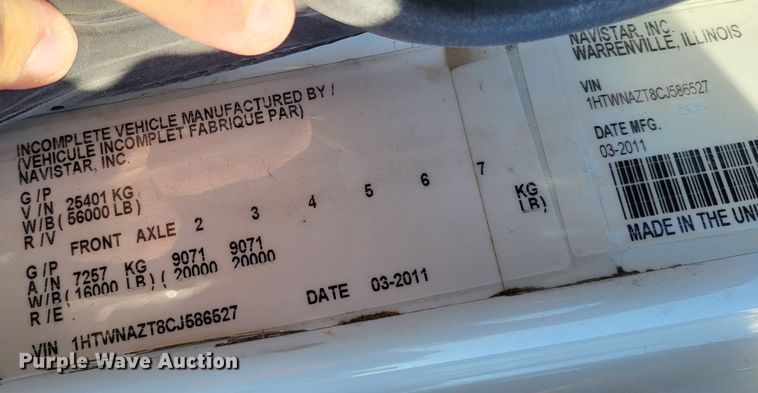 INCOMPLETE VEHICLE MANUFACTURED BY /
(VEHICULE INCOMPLET FABRIQUE PAR)
NAVISTAR, INC.
G /P
V /N 25401 KG
W/B ( 56000 LB)
R /V FRONT AXLE 2 3 4 5 6 7
G /P
A /N 7257 KG 9071 9071 KG
W/B ( 16000 LB) ( 20000 20000 LB)
R /E
VIN 1HTWNAZT8CJ586527 DATE 03-2011
NAVISTAR, INC
WARRENVILLE, ILLINOIS
VIN
1HTWNAZT8CJ586527
DATE MFG.
03-2011
MADE IN THE UNI
Purple Wave Auction